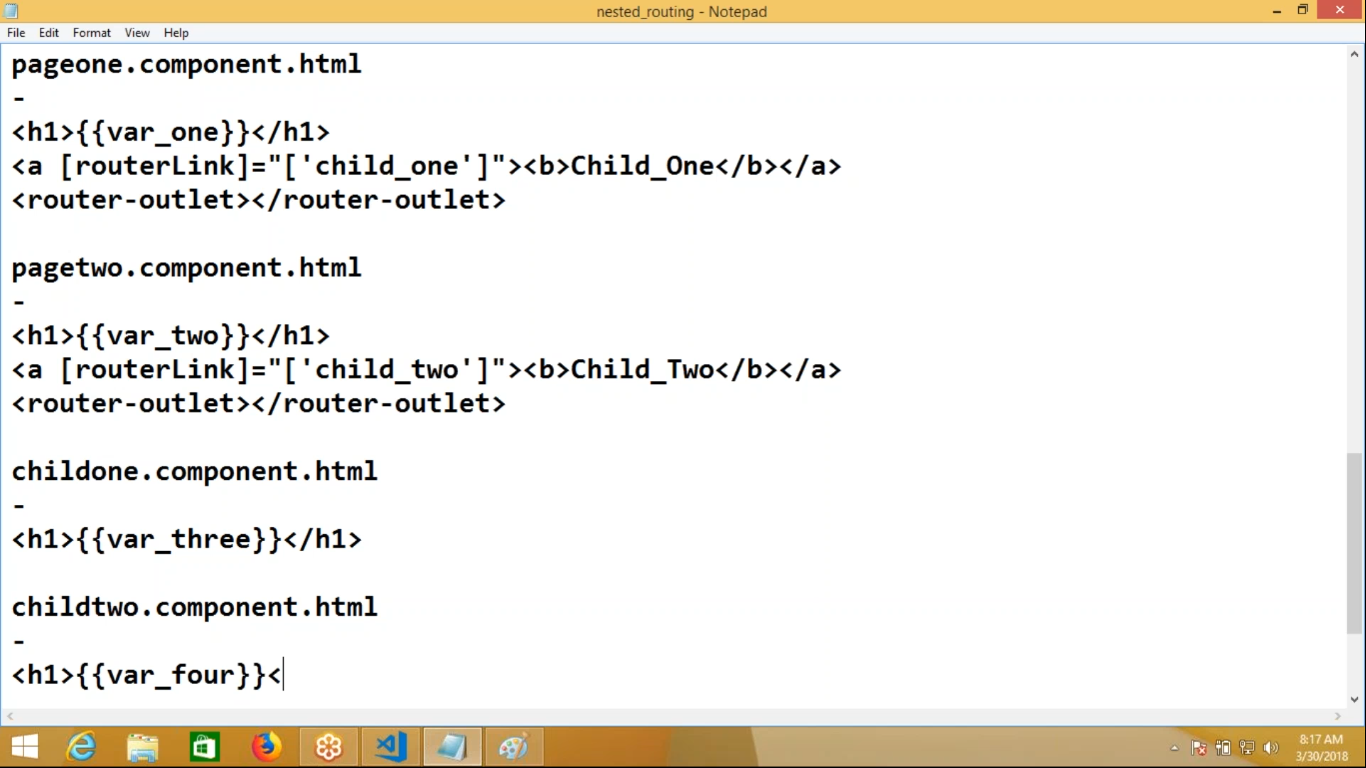 nested_routing - Notepad
File Edit Format View Help
pageone.component.html
-
<h1>{{var_one}}</h1>
<a [routerLink]="['child_one']"><b>Child_One</b></a>
<router-outlet></router-outlet>
pagetwo.component.html
-
<h1>{{var_two}}</h1>
<a [routerLink]="['child_two']"><b>Child_Two</b></a>
<router-outlet></router-outlet>
childone.component.html
-
<h1>{{var_three}}</h1>
childtwo.component.html
-
<h1>{{var_four}}<
8:17 AM
3/30/2018